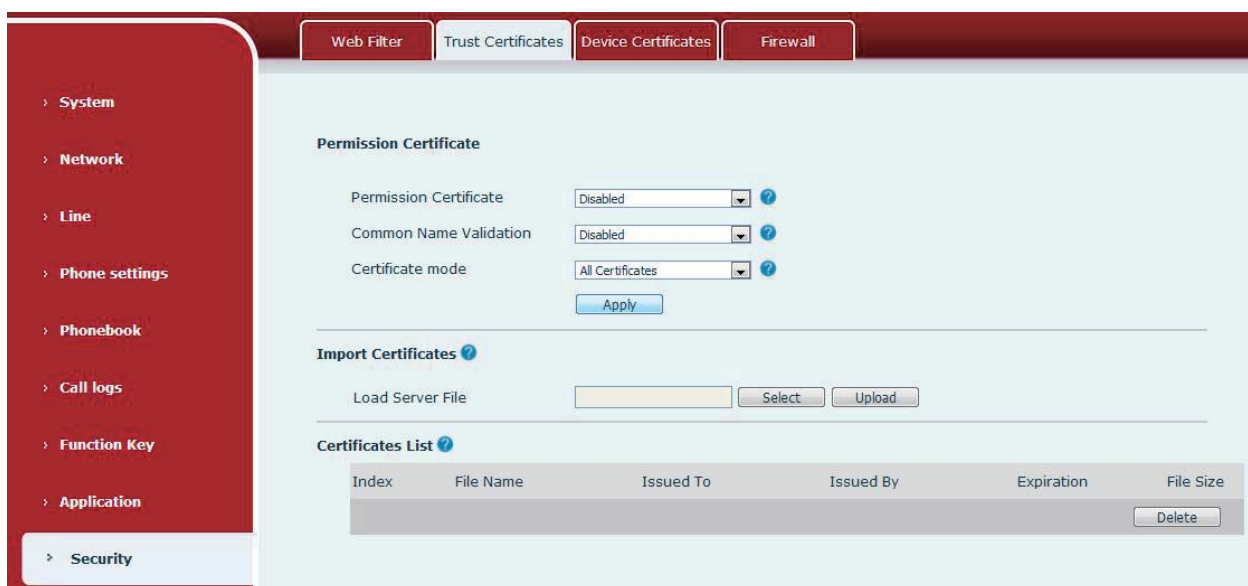 Web Filter
Trust Certificates
Device Certificates
Firewall
System
Network
Line
Phone settings
Phonebook
Call logs
Function Key
Application
Security
Permission Certificate
Permission Certificate Disabled
Common Name Validation Disabled
Certificate mode All Certificates
Apply
Import Certificates
Load Server File Select Upload
Certificates List
Index File Name Issued To Issued By Expiration File Size
Delete